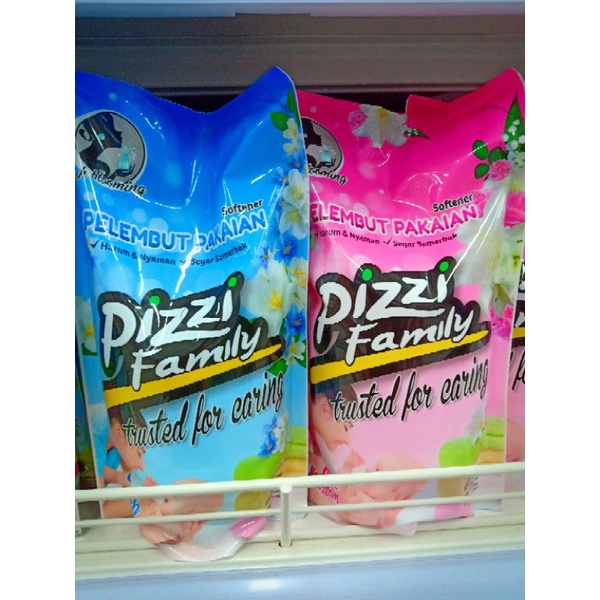 Softener
PELEMBUT PAKAIAN
✓ Harum & Nyaman ✓ Segar Semerbak
Pizzi
Family
trusted for caring
Softener
ELEMBUT PAKAIAN
Harum & Nyaman ✓ Segar Semerbak
Pizzi
Family
trusted for caring